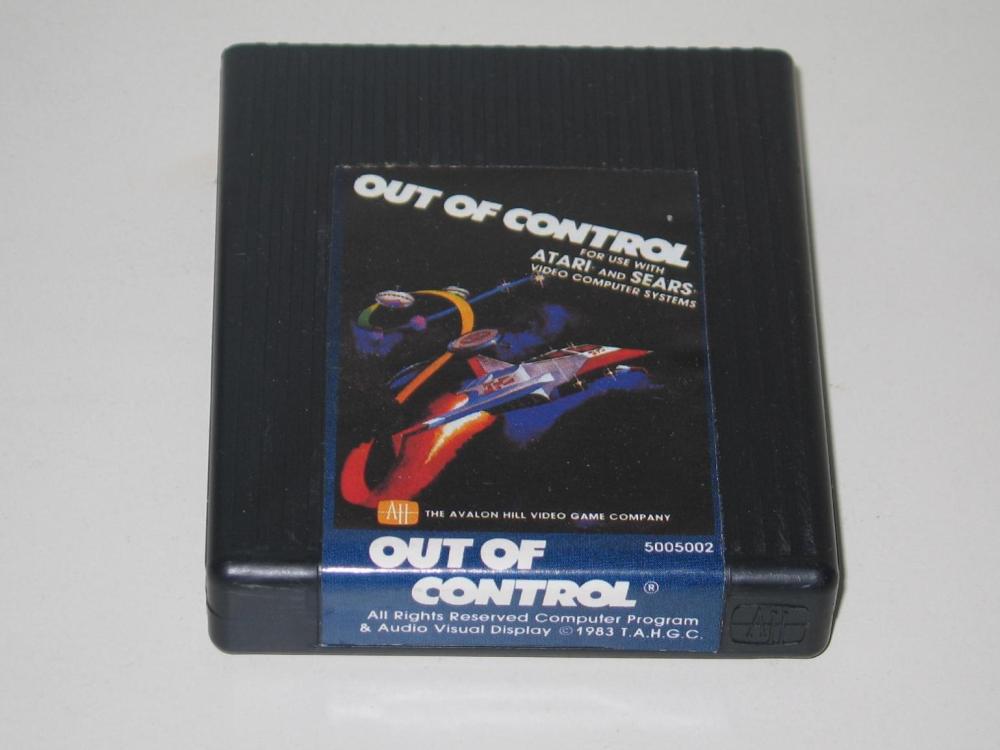 OUT OF CONTROL
FOR USE WITH
ATARI® AND SEARS®
VIDEO COMPUTER SYSTEMS
AH THE AVALON HILL VIDEO GAME COMPANY
5005002
OUT OF
CONTROL ®
All Rights Reserved Computer Program
& Audio Visual Display ©1983 T.A.H.G.C.
AH